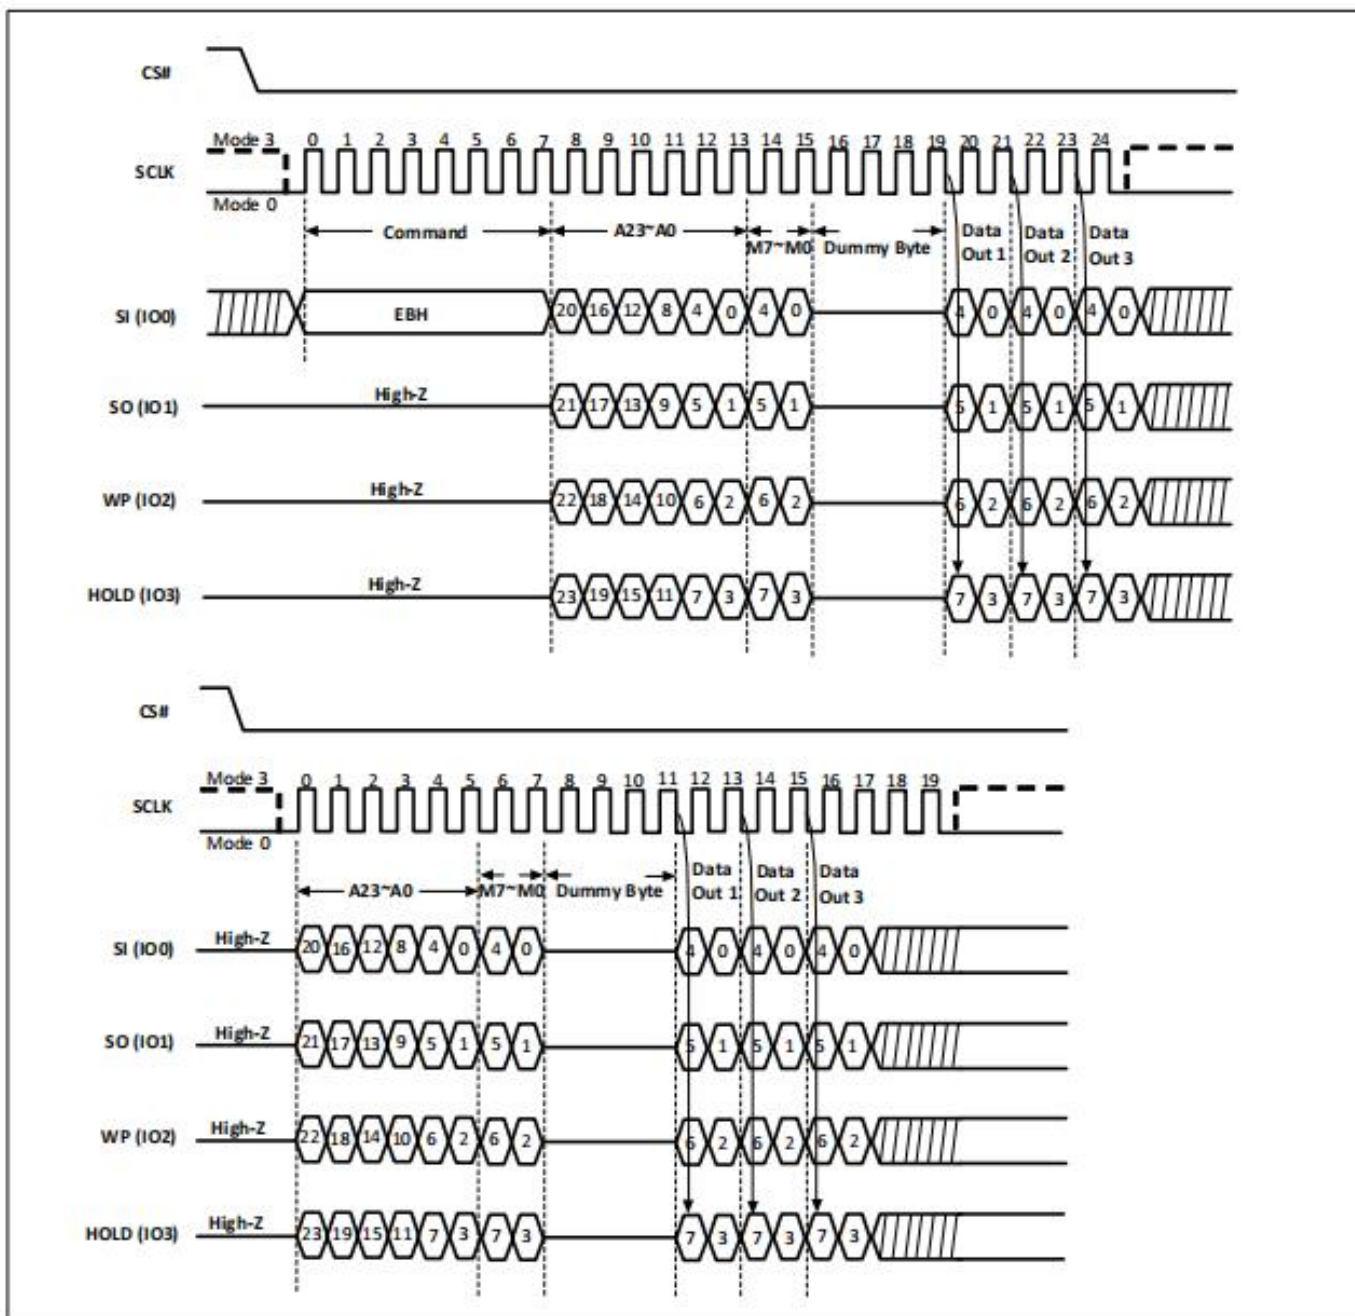 CS#
Mode 3 0 1 2 3 4 5 6 7 8 9 10 11 12 13 14 15 16 17 18 19 20 21 22 23 24
SCLK
Mode 0
Command A23~A0 M7~M0 Dummy Byte Data Out 1 Data Out 2 Data Out 3
SI (IO0) EBH 20 16 12 8 4 0 4 0 4 0 4 0 4 0
SO (IO1) High-Z 21 17 13 9 5 1 5 1 5 1 5 1 5 1
WP (IO2) High-Z 22 18 14 10 6 2 6 2 6 2 6 2 6 2
HOLD (IO3) High-Z 23 19 15 11 7 3 7 3 7 3 7 3 7 3
CS#
Mode 3 0 1 2 3 4 5 6 7 8 9 10 11 12 13 14 15 16 17 18 19
SCLK
Mode 0
A23~A0 M7~M0 Dummy Byte Data Out 1 Data Out 2 Data Out 3
SI (IO0) High-Z 20 16 12 8 4 0 4 0 4 0 4 0 4 0
SO (IO1) High-Z 21 17 13 9 5 1 5 1 5 1 5 1 5 1
WP (IO2) High-Z 22 18 14 10 6 2 6 2 6 2 6 2 6 2
HOLD (IO3) High-Z 23 19 15 11 7 3 7 3 7 3 7 3 7 3